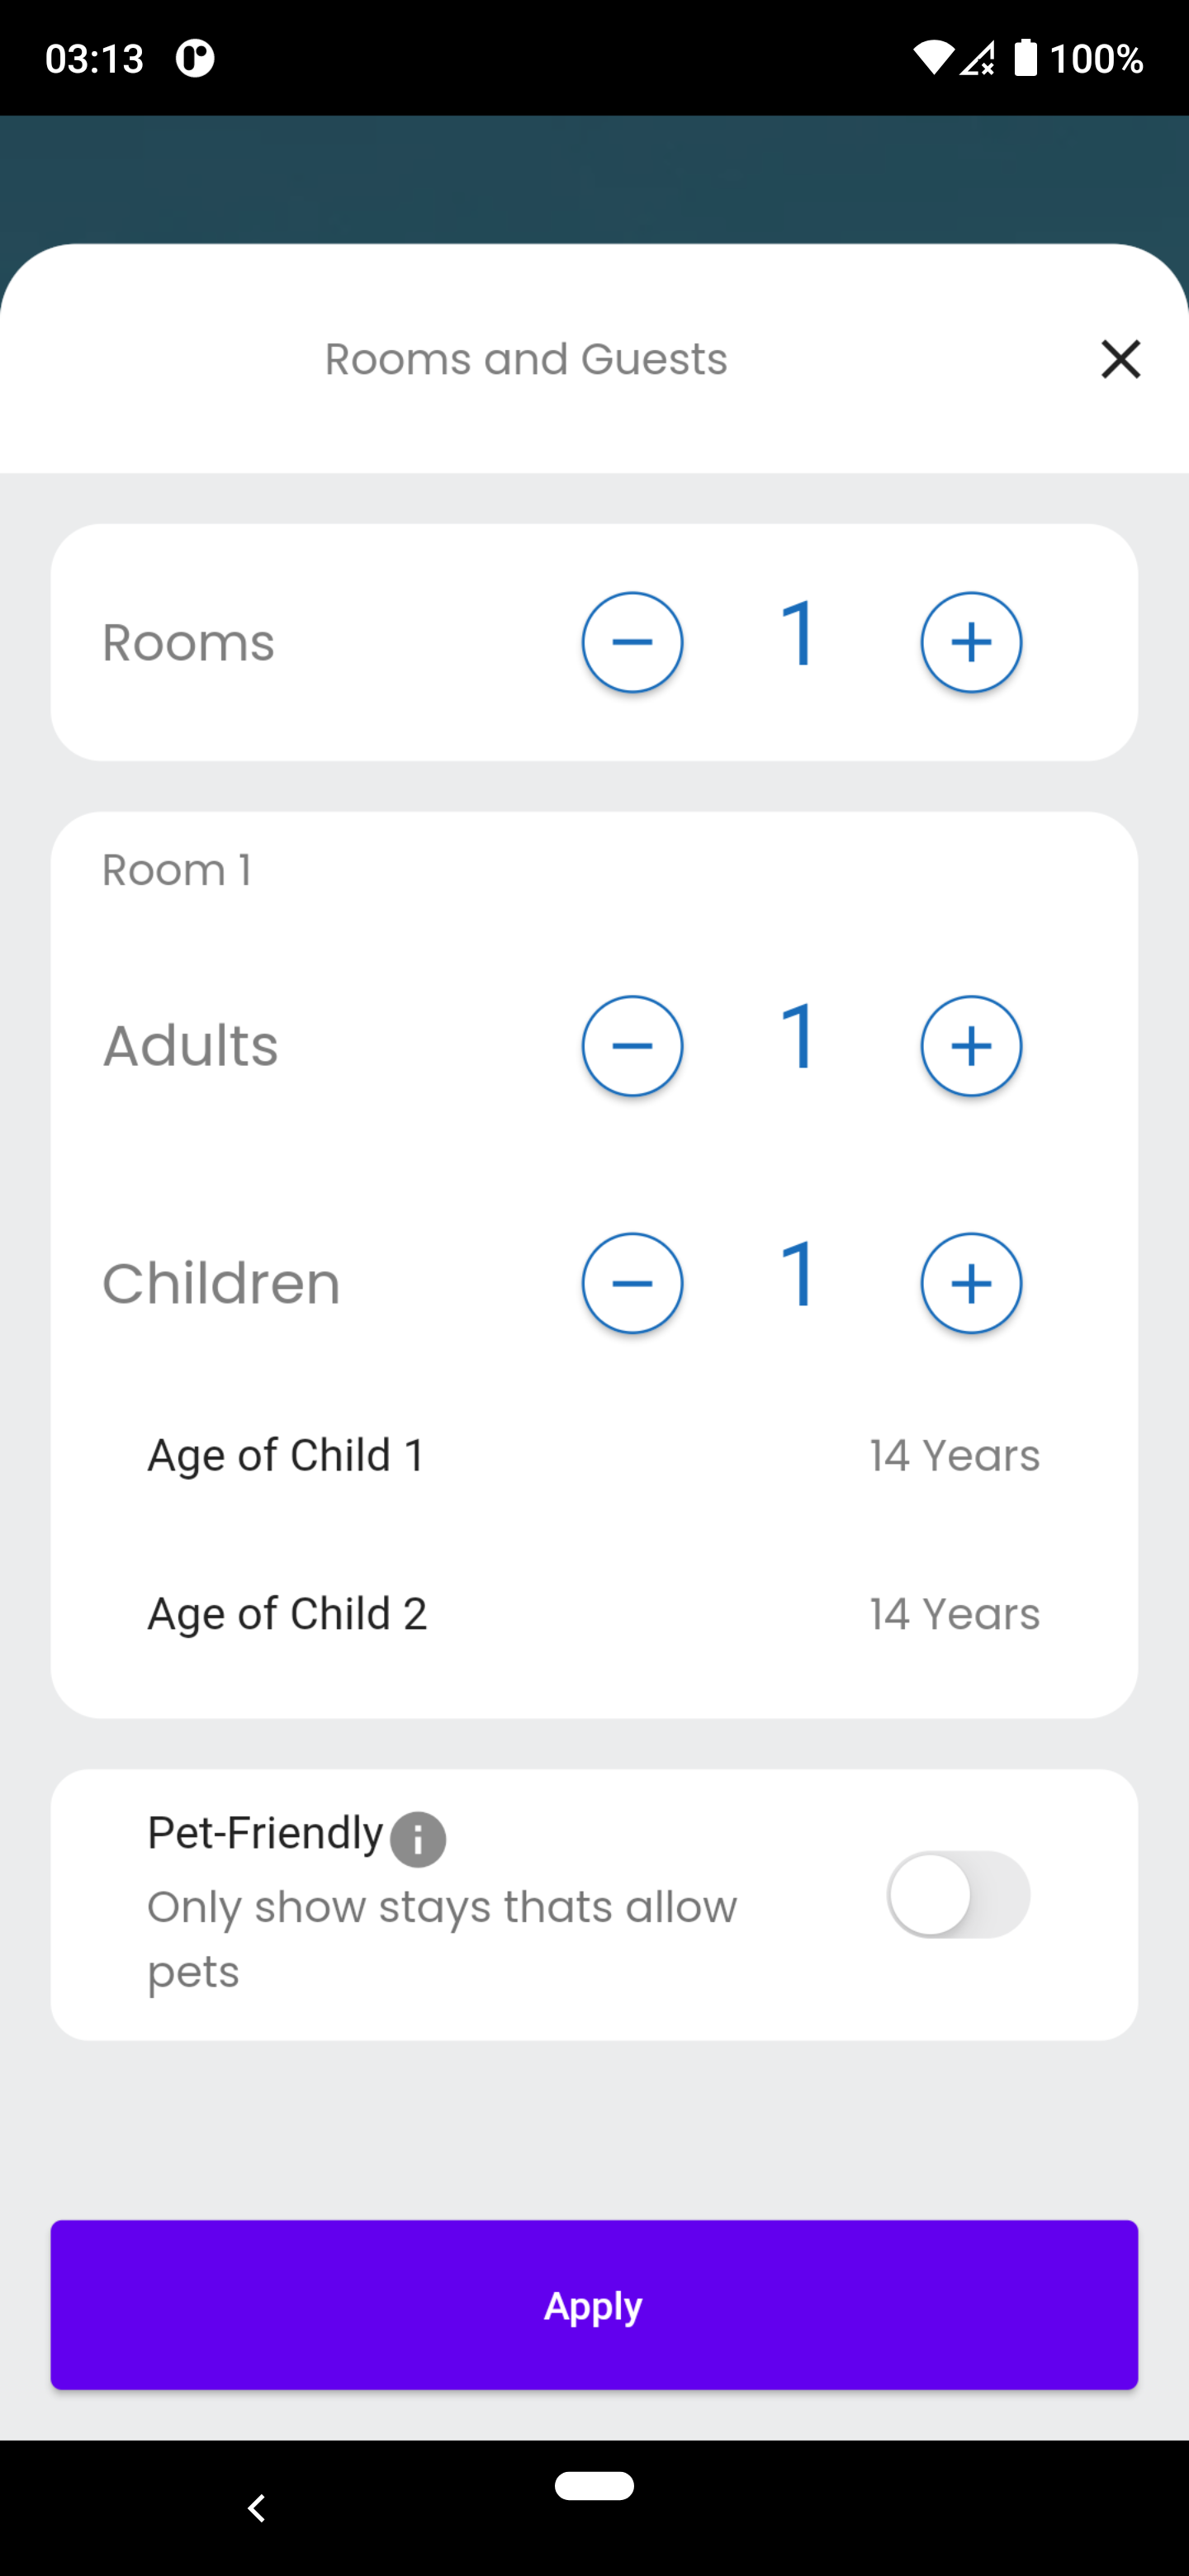 03:13 100%
Rooms and Guests
Rooms 1
Room 1
Adults 1
Children 1
Age of Child 1 14 Years
Age of Child 2 14 Years
Pet-Friendly
Only show stays thats allow
pets
Apply